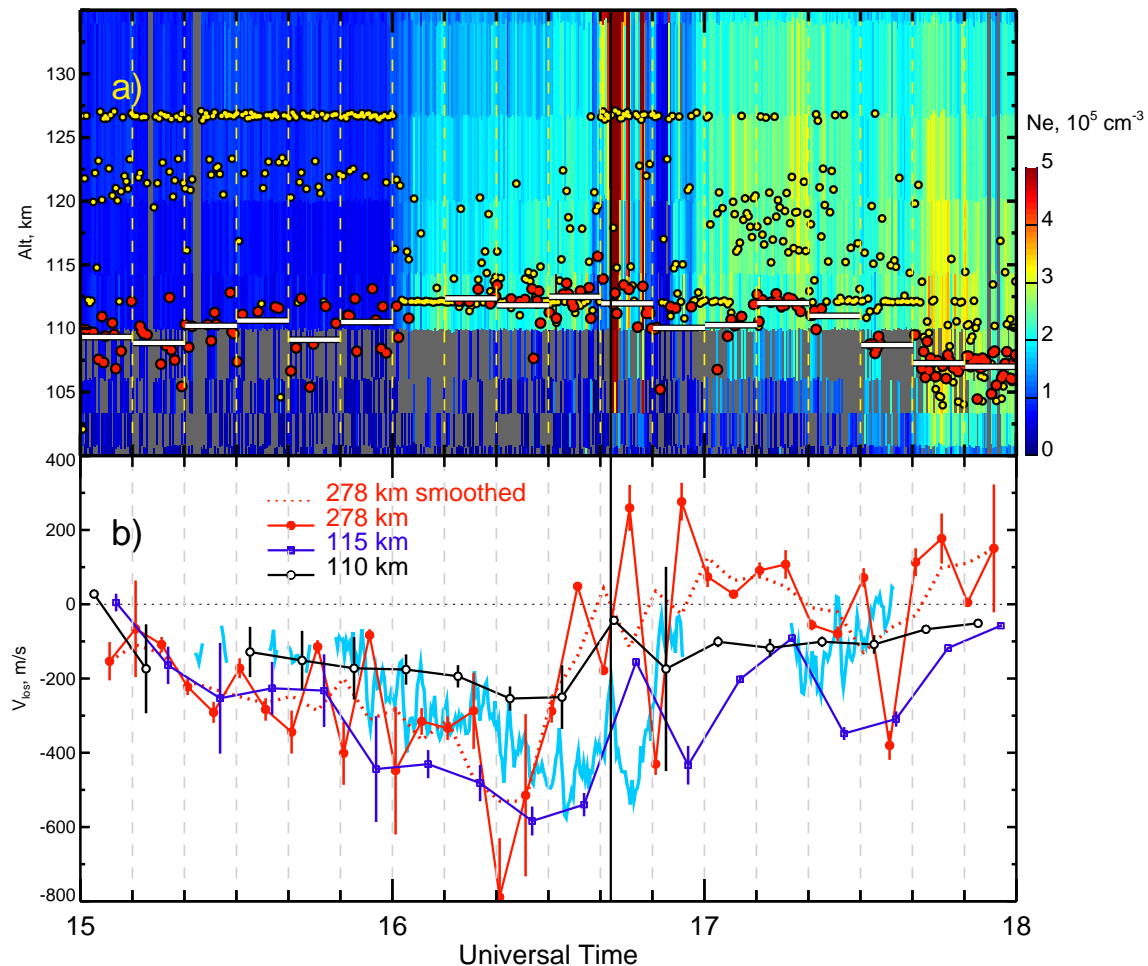 a)
130
125
120
115
110
105
Alt, km
Ne, 10⁵ cm⁻³
5
4
3
2
1
0
b)
278 km smoothed
278 km
115 km
110 km
400
200
0
-200
-400
-600
-800
Vlos, m/s
15
16
17
18
Universal Time